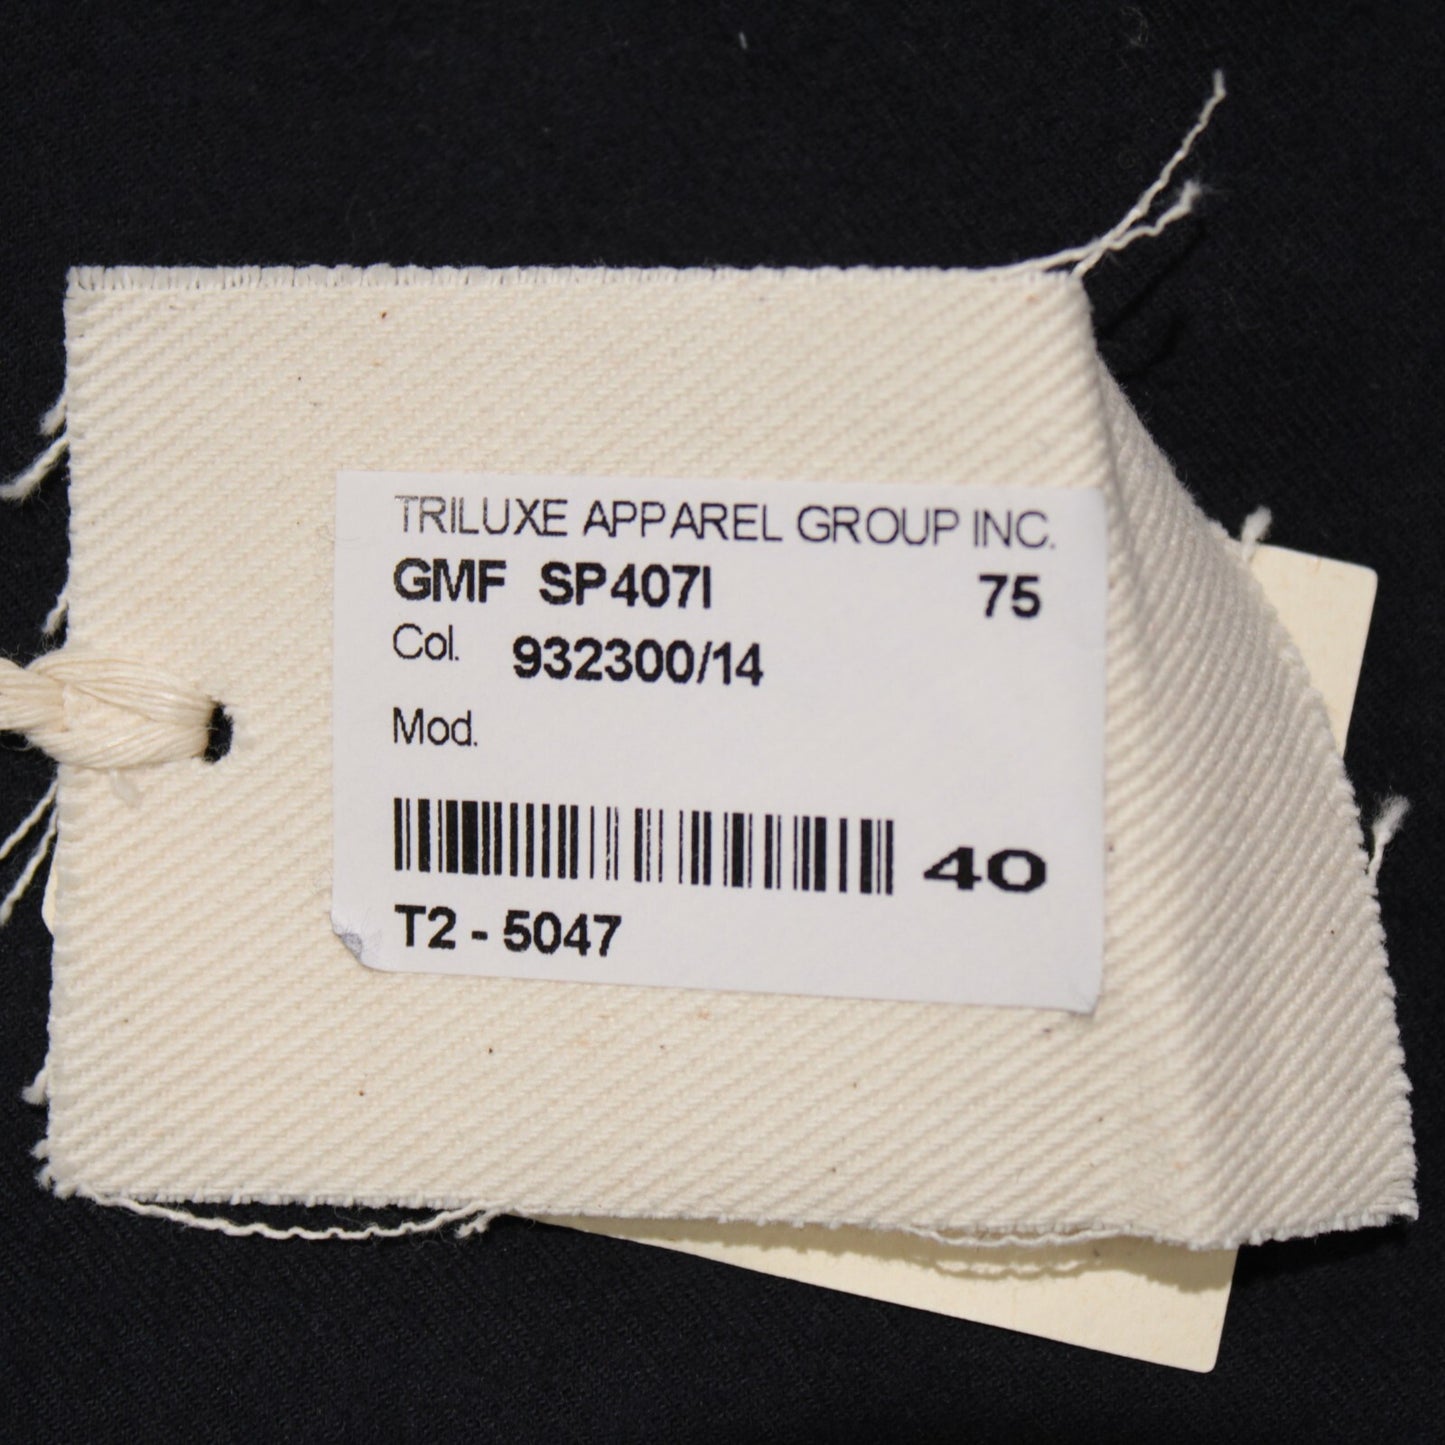 TRILUXE APPAREL GROUP INC.
GMF SP407I 75
Col. 932300/14
Mod.
40
T2 - 5047